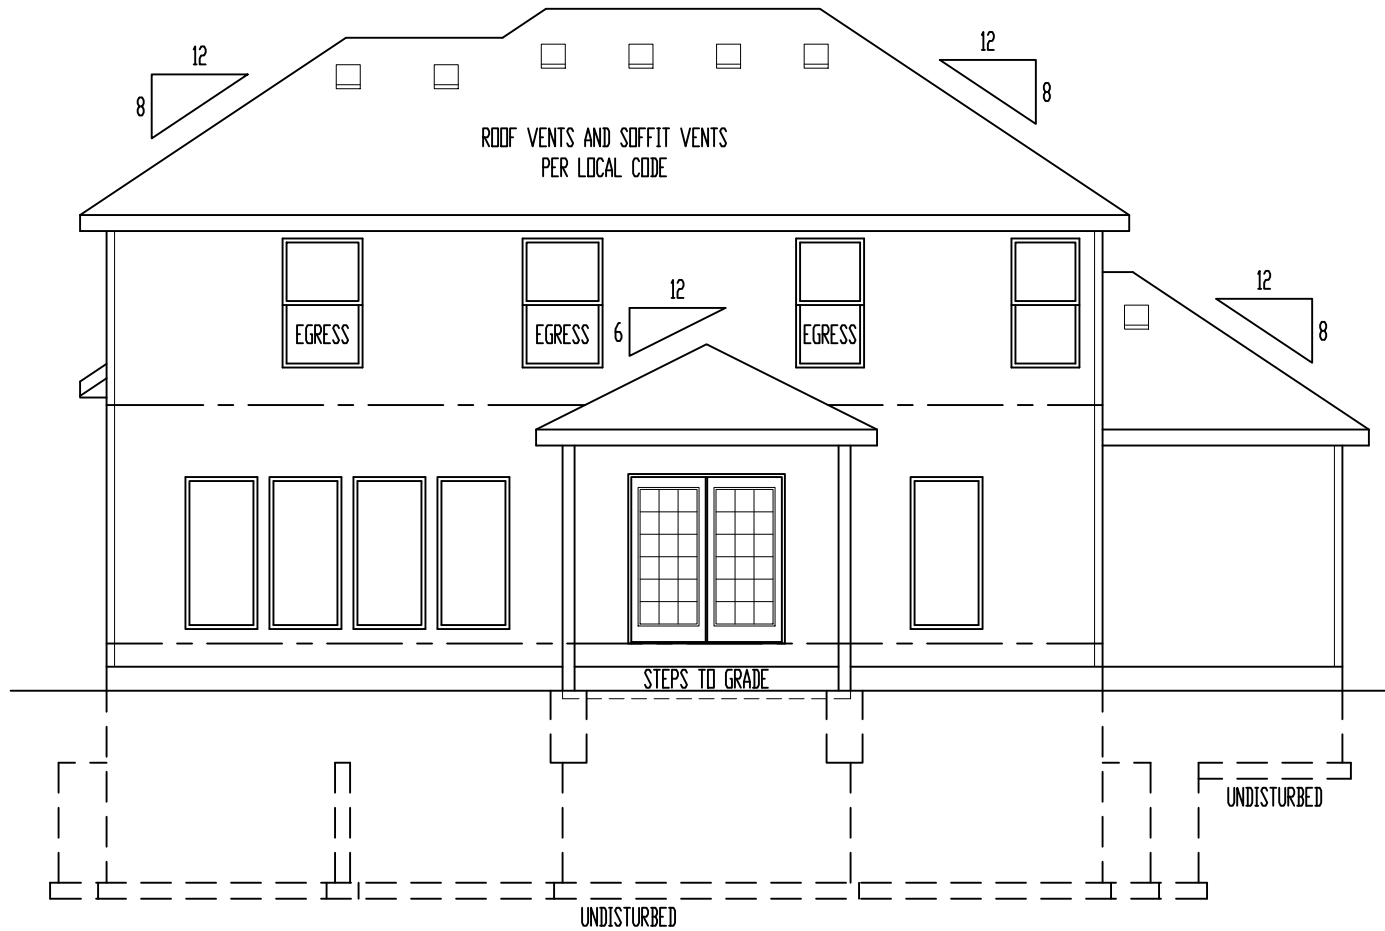 12
12
8
8
ROOF VENTS AND SOFFIT VENTS
PER LOCAL CODE
12
12
6
8
EGRESS
EGRESS
EGRESS
STEPS TO GRADE
UNDISTURBED
UNDISTURBED